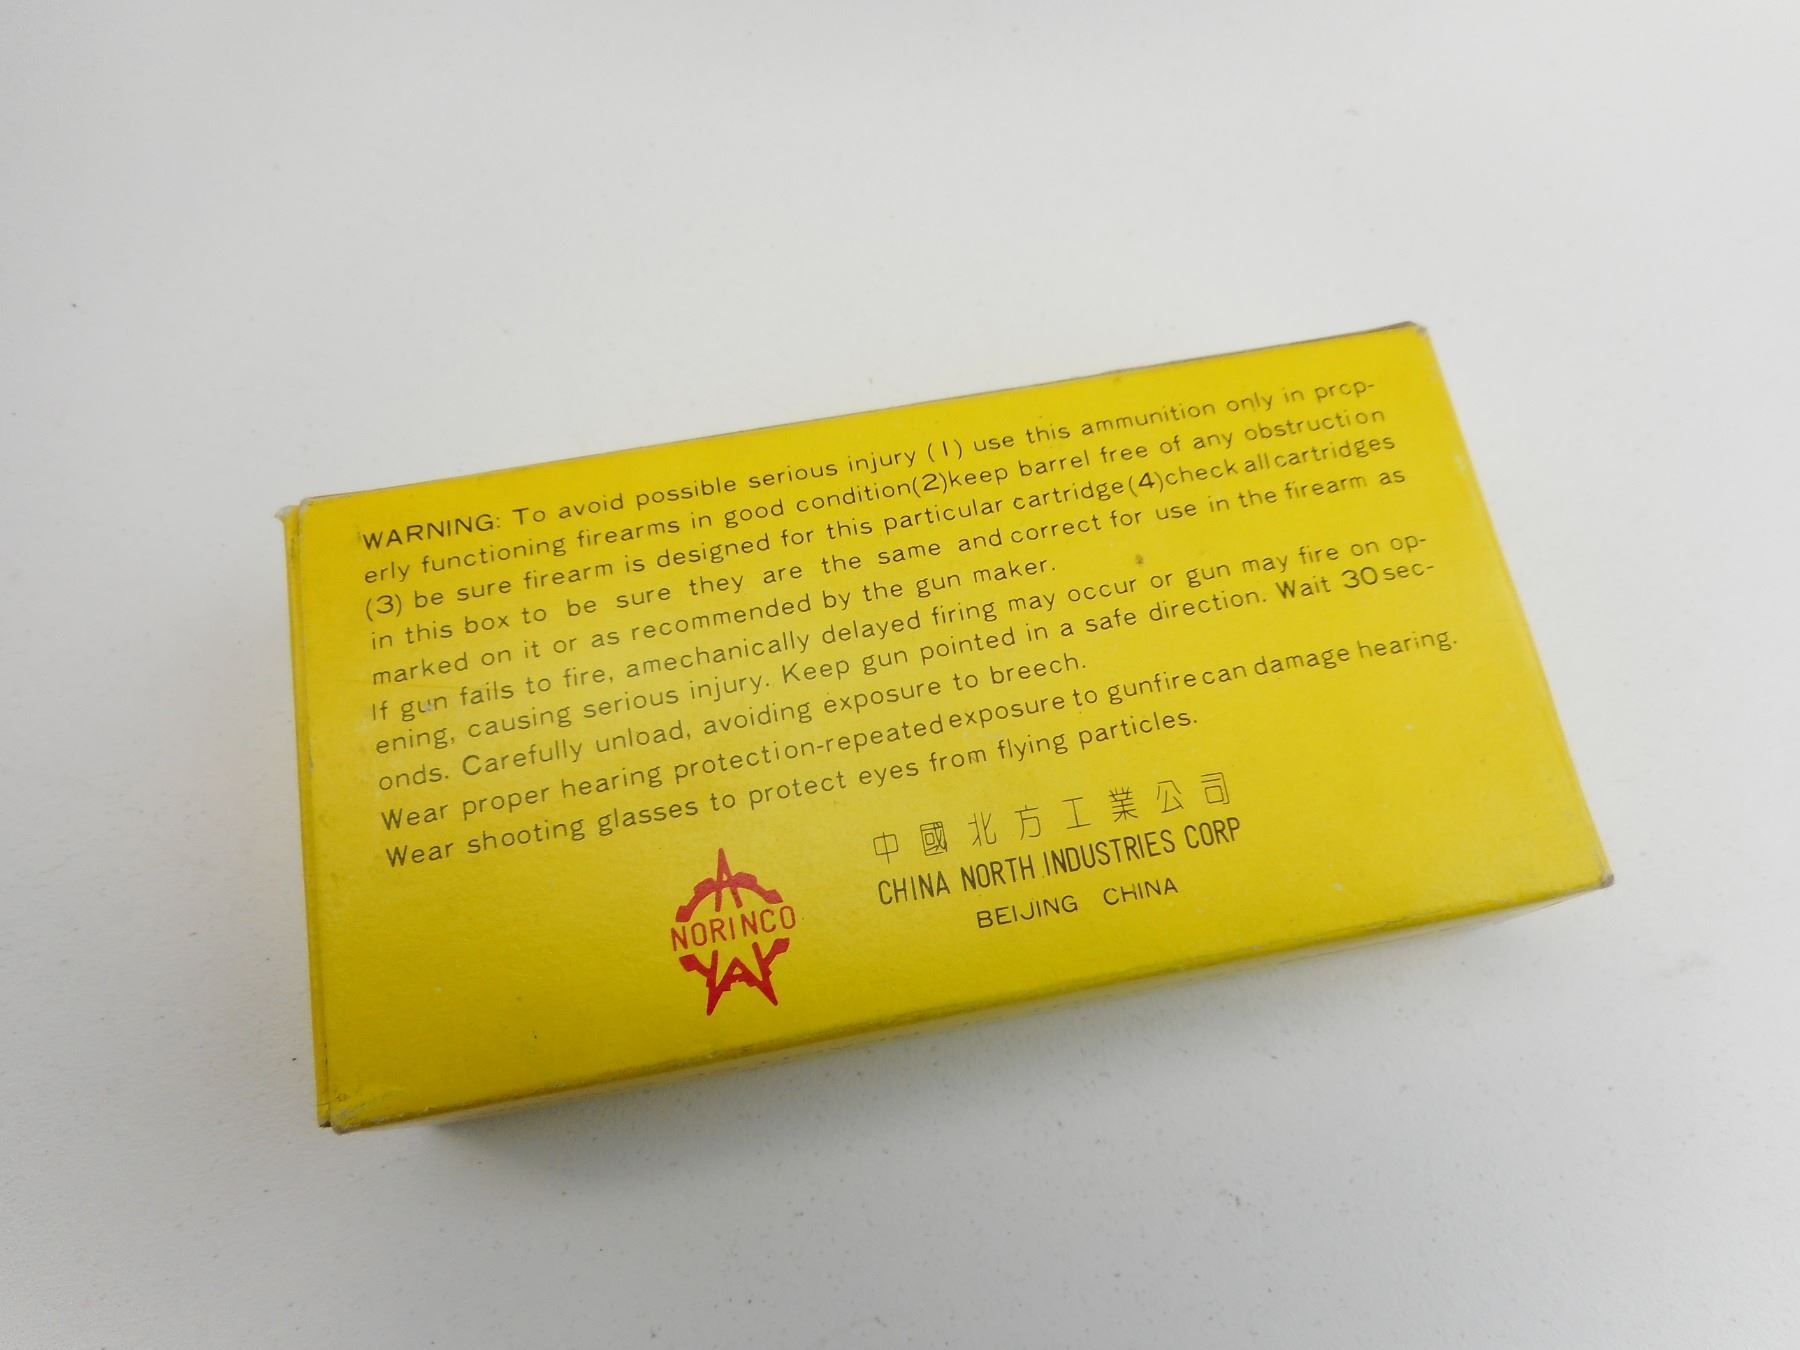 WARNING: To avoid possible serious injury (1) use this ammunition only in prop-
erly functioning firearms in good condition(2)keep barrel free of any obstruction
(3) be sure firearm is designed for this particular cartridge(4)check all cartridges
in this box to be sure they are the same and correct for use in the firearm as
marked on it or as recommended by the gun maker.
If gun fails to fire, amechanically delayed firing may occur or gun may fire on op-
ening, causing serious injury. Keep gun pointed in a safe direction. Wait 30 sec-
onds. Carefully unload, avoiding exposure to breech.
Wear proper hearing protection-repeated exposure to gunfire can damage hearing.
Wear shooting glasses to protect eyes from flying particles.
NORINCO
中國北方工業公司
CHINA NORTH INDUSTRIES CORP
BEIJING CHINA